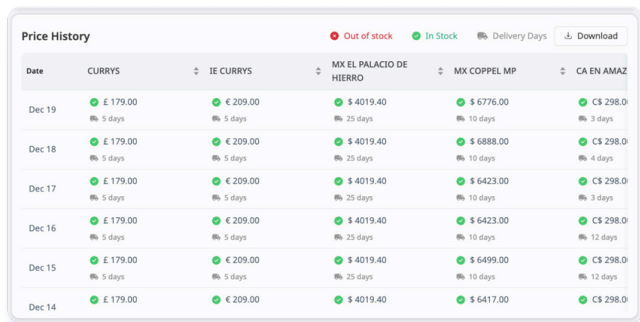 Price History
Out of stock In Stock Delivery Days Download
Date CURRYS IE CURRYS MX EL PALACIO DE HIERRO MX COPPEL MP CA EN AMAZ
Dec 19 £ 179.00 € 209.00 $ 4019.40 $ 6776.00 C$ 298.0
5 days 5 days 25 days 10 days 3 days
Dec 18 £ 179.00 € 209.00 $ 4019.40 $ 6888.00 C$ 298.0
5 days 5 days 25 days 10 days 4 days
Dec 17 £ 179.00 € 209.00 $ 4019.40 $ 6423.00 C$ 298.0
5 days 5 days 25 days 10 days 3 days
Dec 16 £ 179.00 € 209.00 $ 4019.40 $ 6423.00 C$ 298.0
5 days 5 days 25 days 10 days 12 days
Dec 15 £ 179.00 € 209.00 $ 4019.40 $ 6499.00 C$ 298.0
5 days 5 days 25 days 10 days 12 days
Dec 14 £ 179.00 € 209.00 $ 4019.40 $ 6417.00 C$ 298.0